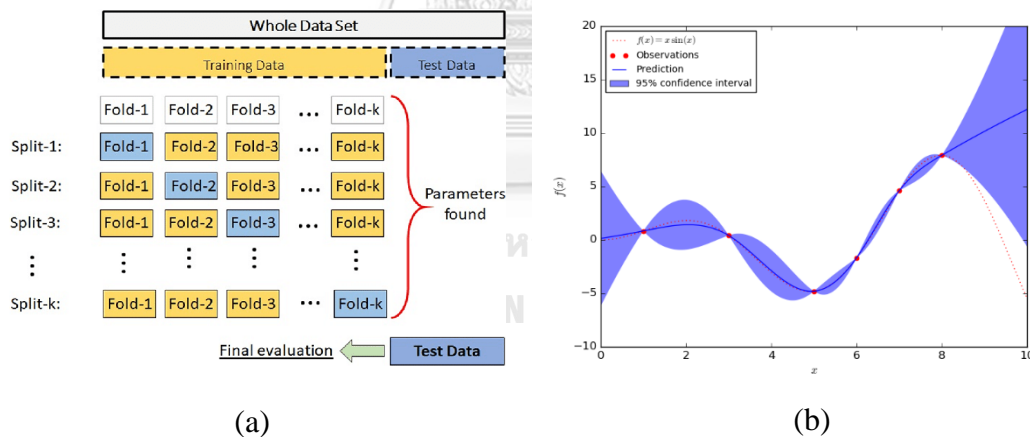 Whole Data Set
Training Data
Test Data
Fold-1 Fold-2 Fold-3 ... Fold-k
Split-1: Fold-1 Fold-2 Fold-3 ... Fold-k
Split-2: Fold-1 Fold-2 Fold-3 ... Fold-k
Split-3: Fold-1 Fold-2 Fold-3 ... Fold-k
Split-k: Fold-1 Fold-2 Fold-3 ... Fold-k
Parameters
found
Final evaluation
Test Data
(a)
f(x) = x sin(x)
Observations
Prediction
95% confidence interval
20
15
10
5
0
−5
−10
f(x)
0 2 4 6 8 10
x
(b)